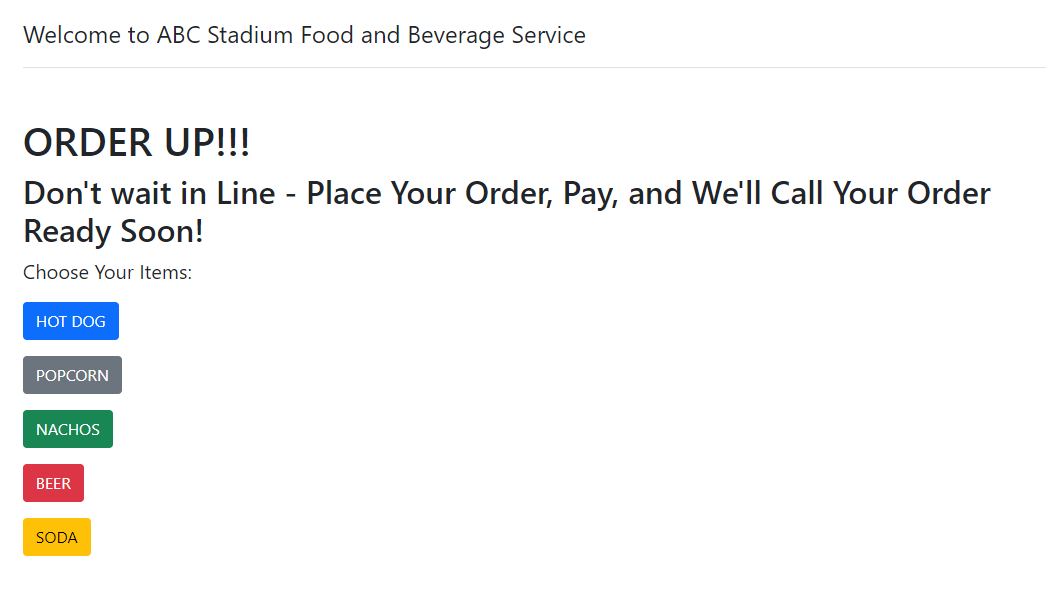 Welcome to ABC Stadium Food and Beverage Service
ORDER UP!!!
Don't wait in Line - Place Your Order, Pay, and We'll Call Your Order
Ready Soon!
Choose Your Items:
HOT DOG
POPCORN
NACHOS
BEER
SODA